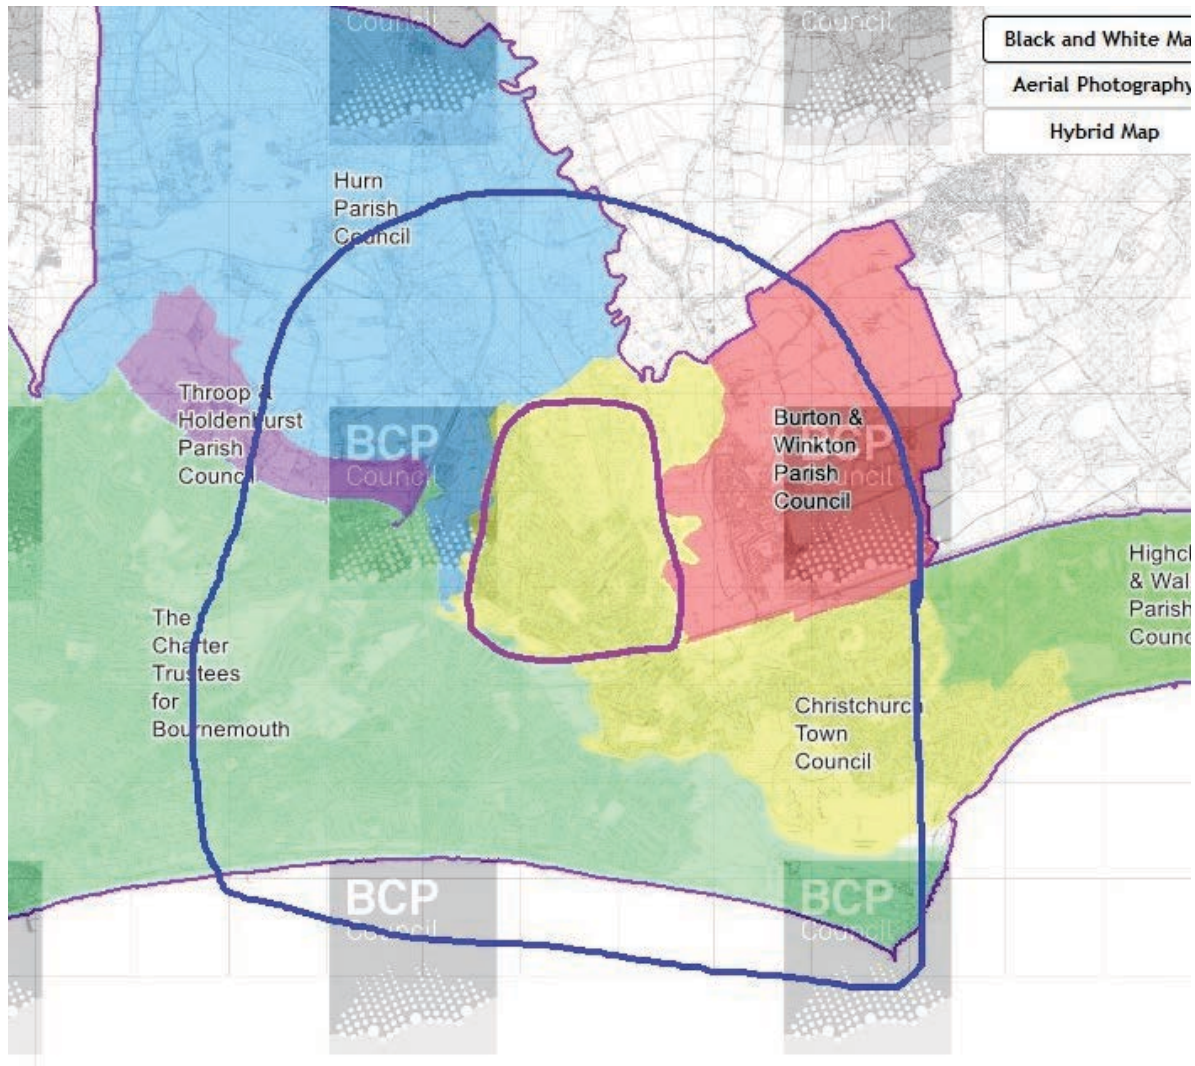 Council
Council
Black and White Ma
Aerial Photography
Hybrid Map
Hurn
Parish
Council
Throop &
Holdenhurst
Parish
Council
BCP
Council
Burton &
Winkton
Parish
Council
BCP
Council
Highcl
& Wal
Parish
Counc
The
Charter
Trustees
for
Bournemouth
Christchurch
Town
Council
BCP
Council
BCP
Council